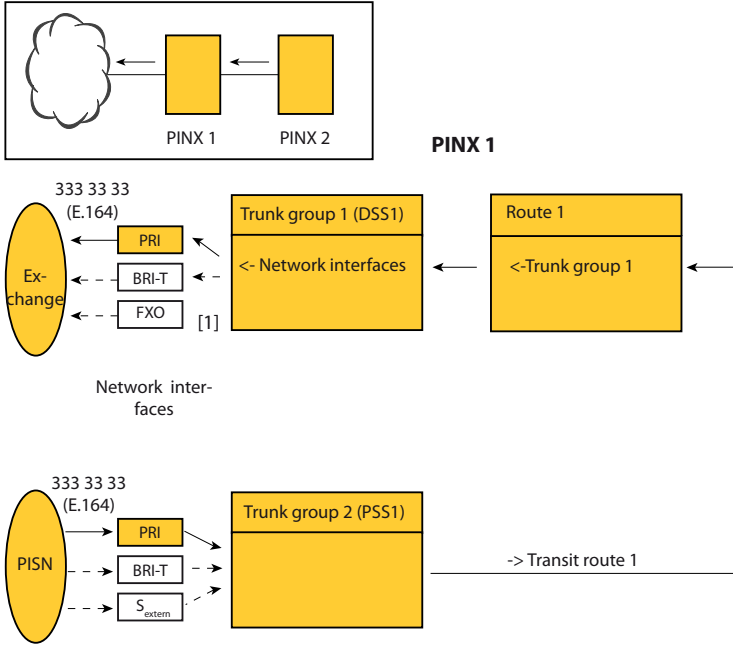 PINX 1
PINX 2
PINX 1
333 33 33
(E.164)
Trunk group 1 (DSS1)
Route 1
PRI
<- Network interfaces
<-Trunk group 1
Ex-
change
BRI-T
FXO
[1]
Network inter-
faces
333 33 33
(E.164)
Trunk group 2 (PSS1)
PRI
PISN
BRI-T
-> Transit route 1
Sextern